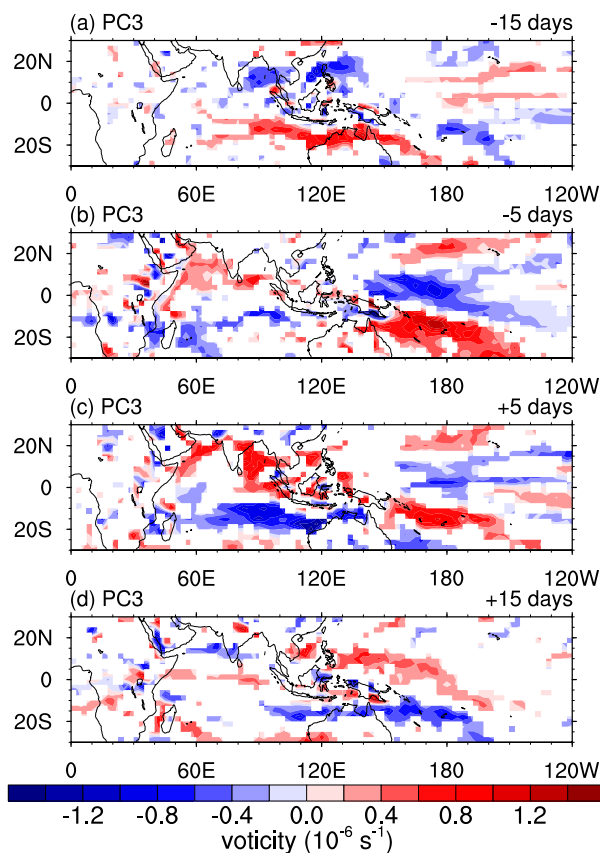 (a) PC3 -15 days
20N
0
20S
0 60E 120E 180 120W
(b) PC3 -5 days
20N
0
20S
0 60E 120E 180 120W
(c) PC3 +5 days
20N
0
20S
0 60E 120E 180 120W
(d) PC3 +15 days
20N
0
20S
0 60E 120E 180 120W
-1.2 -0.8 -0.4 0.0 0.4 0.8 1.2
voticity (10⁻⁶ s⁻¹)